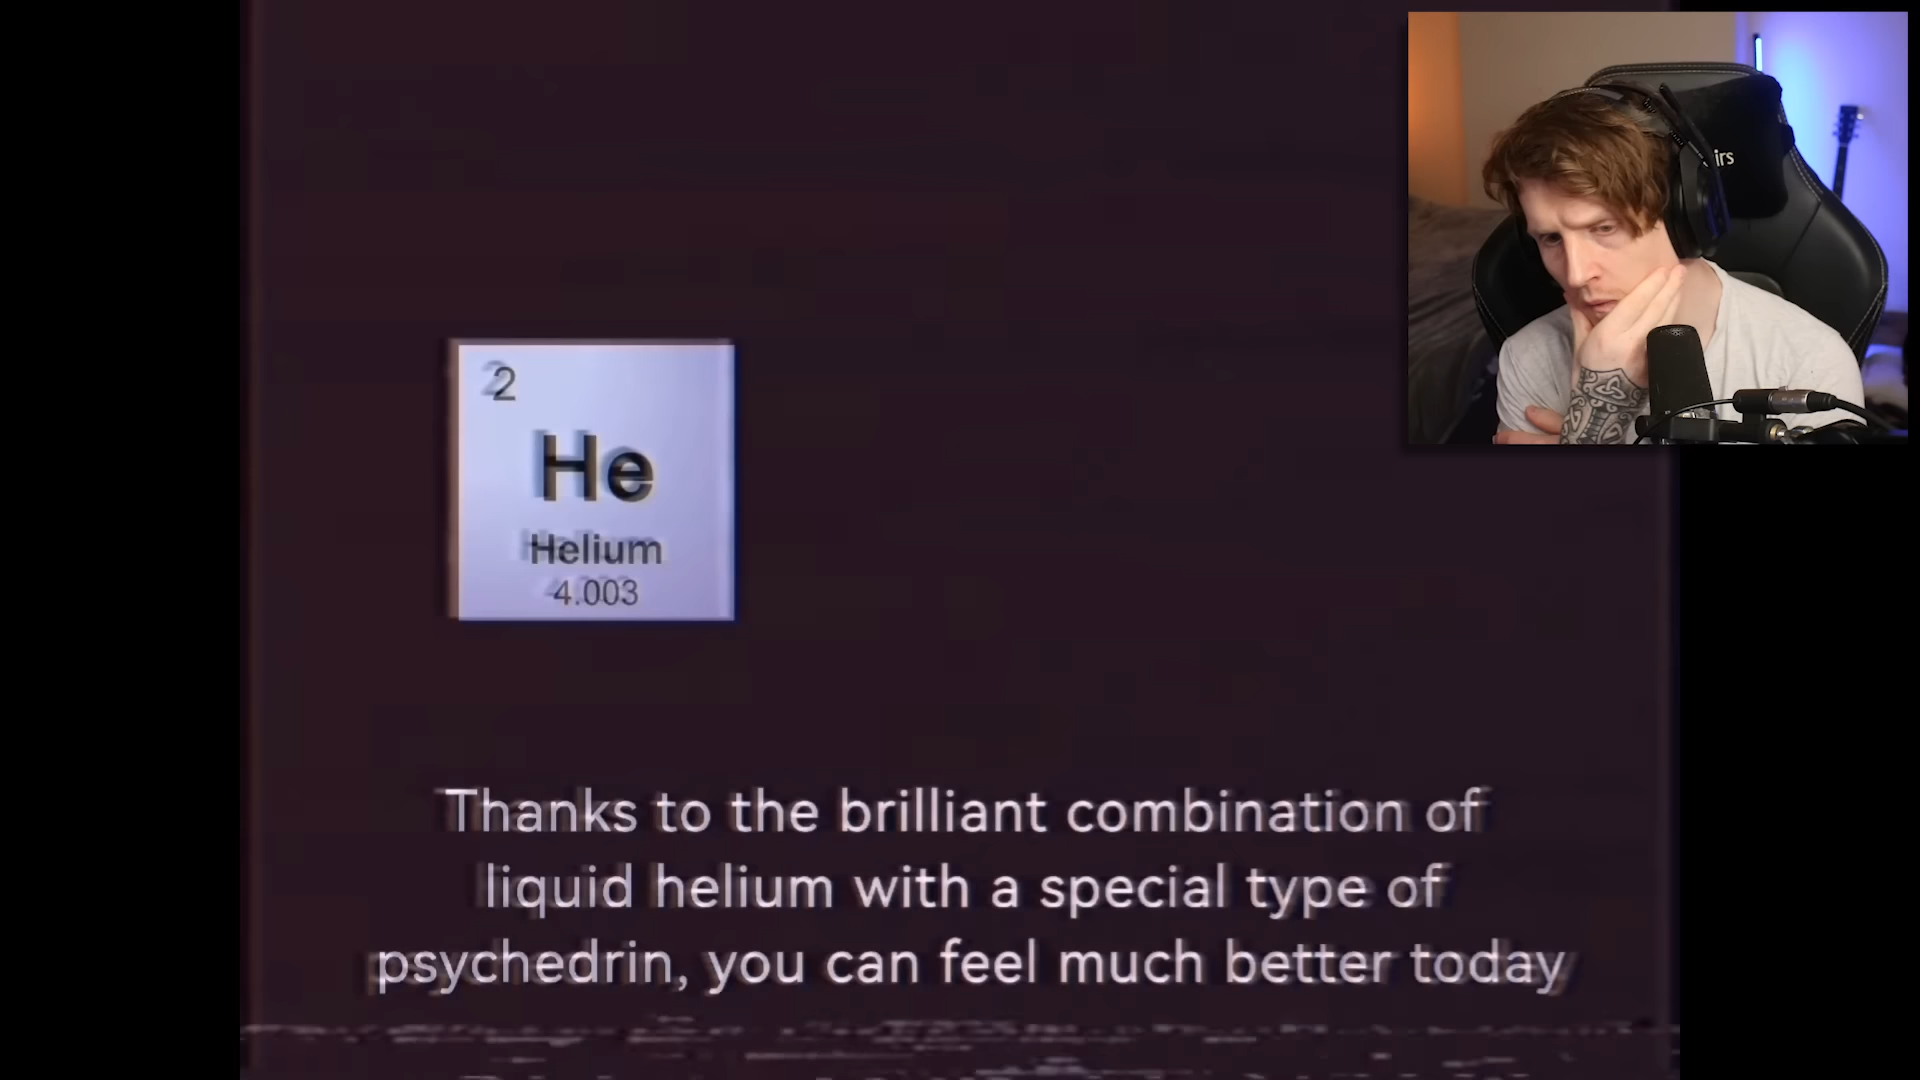 2
He
Helium
4.003
Thanks to the brilliant combination of
liquid helium with a special type of
psychedrin, you can feel much better today